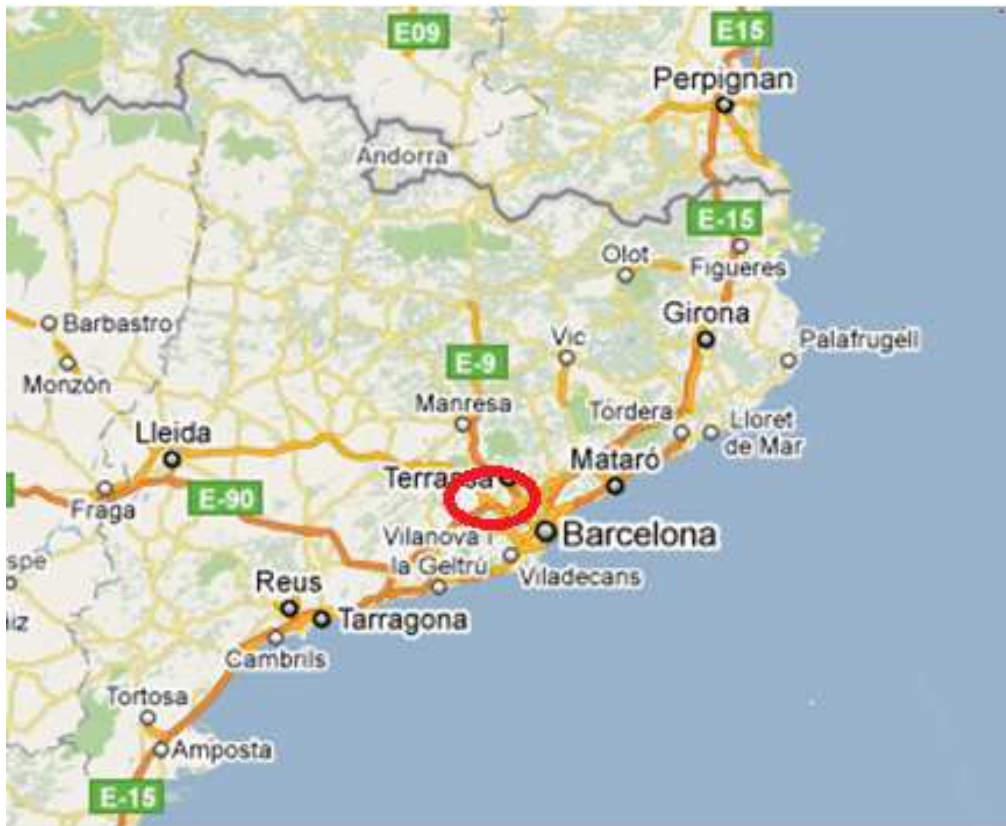 E09
E15
Perpignan
Andorra
E-15
Olot
Figueres
Barbastro
Girona
Vic
Palafrugell
Monzón
E-9
Manresa
Tordera
Lloret
de Mar
Lleida
Terrassa
Mataró
Fraga
E-90
Barcelona
Vilanova i
la Geltrú
Viladecans
spe
Reus
iz
Tarragona
Cambrils
Tortosa
Amposta
E-15